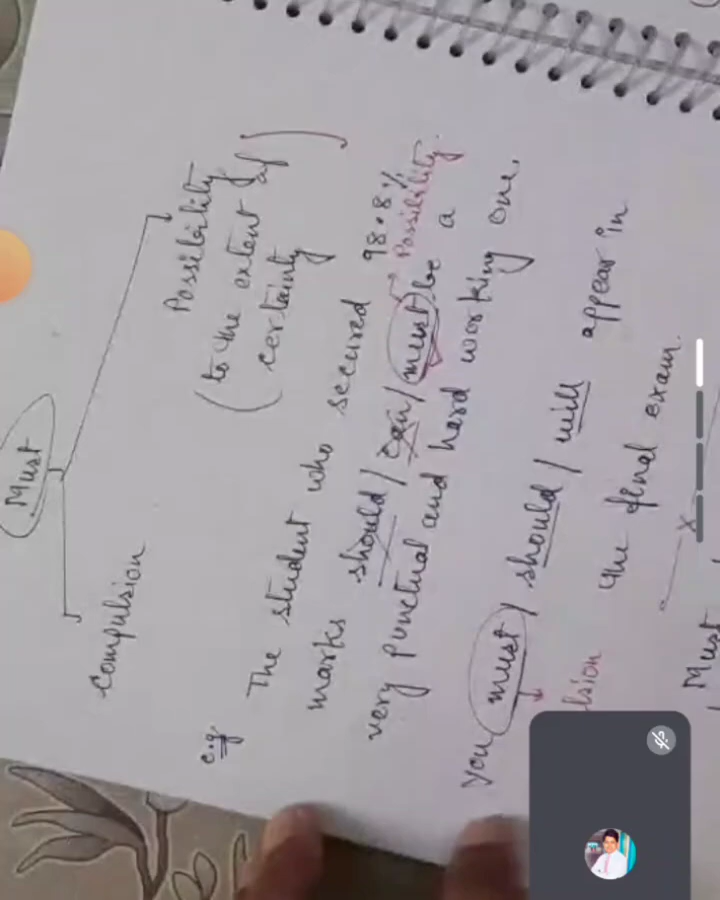 Must
Compulsion
Possibility
(to the extent of
certainty)
e.g.
The student who secured 98.8%
marks should / can / must be a
Possibility
very punctual and hard working one.
You must / should / will appear in
lsion
the final exam.
x
Must